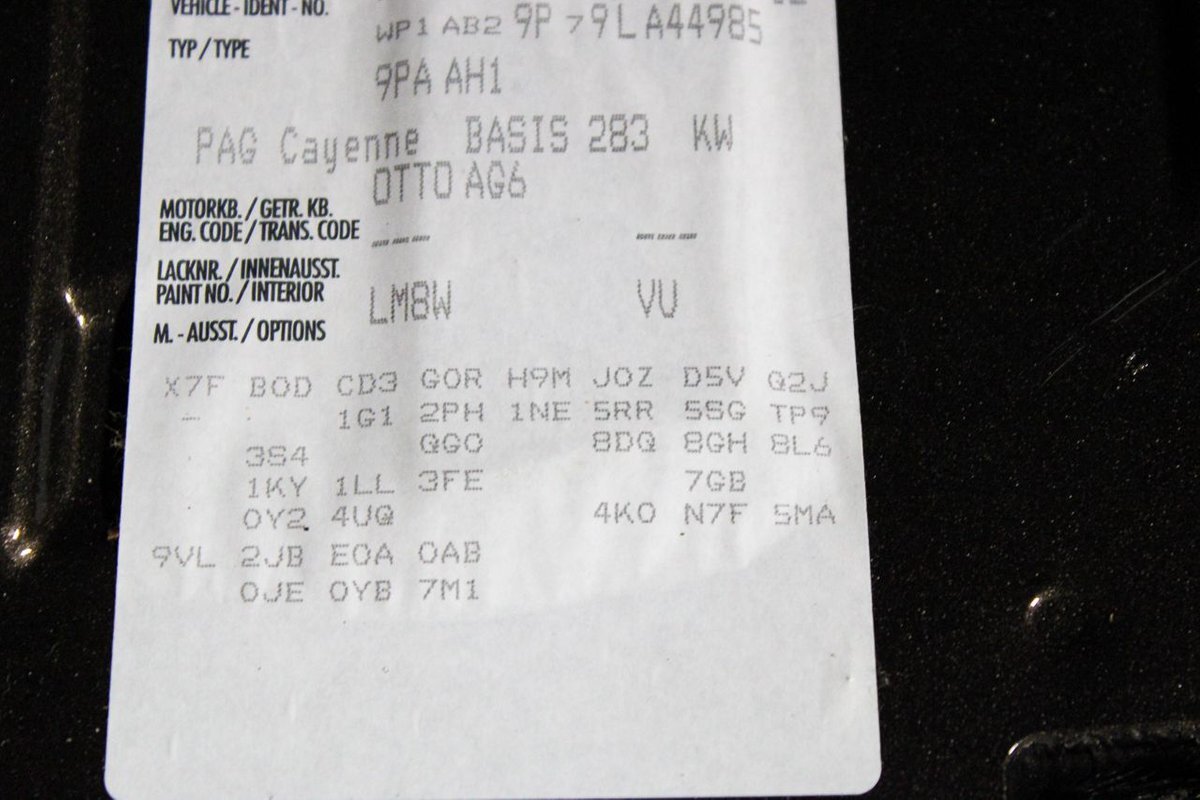 VEHICLE - IDENT - NO.
WP1 AB2 9P 79LA44985
TYP / TYPE
9PA AH1
PAG Cayenne BASIS 283 KW
OTTO AG6
MOTORKB. / GETR. KB.
ENG. CODE / TRANS. CODE
--- ---
LACKNR. / INNENAUSST.
PAINT NO. / INTERIOR
LM8W VU
M. - AUSST. / OPTIONS
X7F B0D CD3 G0R H9M J0Z D5V Q2J
- 1G1 2PH 1NE 5RR 5SG TP9
3S4 QG0 8DQ 8GH 8L6
1KY 1LL 3FE 7GB
0Y2 4UQ 4K0 N7F 5MA
9VL 2JB E0A 0AB
0JE 0YB 7M1